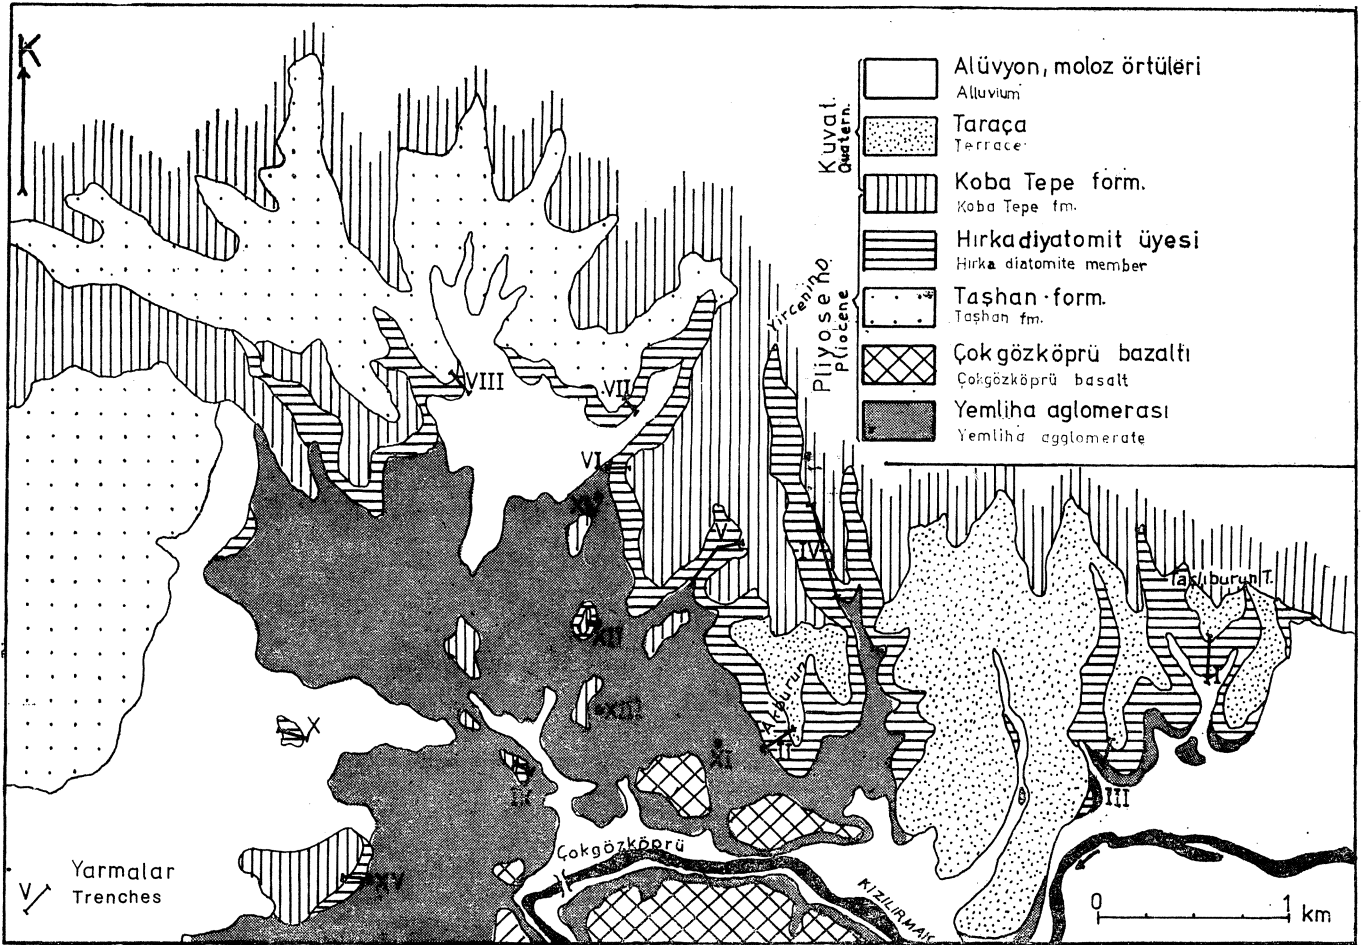 K
Alüvyon, moloz örtüleri
Alluvium
Taraça
Terrace
Koba Tepe form.
Koba Tepe fm.
Hırkadiyatomit üyesi
Hırka diatomite member
Taşhan form.
Taşhan fm.
Çokgözköprü bazaltı
Çokgözköprü basalt
Yemliha aglomerası
Yemliha agglomerate
Kuvat.
Quatern.
Pliyosen
Pliocene
Yircenin D.
VIII
VII
VI
V
IV
Taşlıburun T.
XII
XIII
X
XI
IX
Airburun
II
I
III
XV
Çokgözköprü
KIZILIRMAK
V
Yarmalar
Trenches
0 1 km